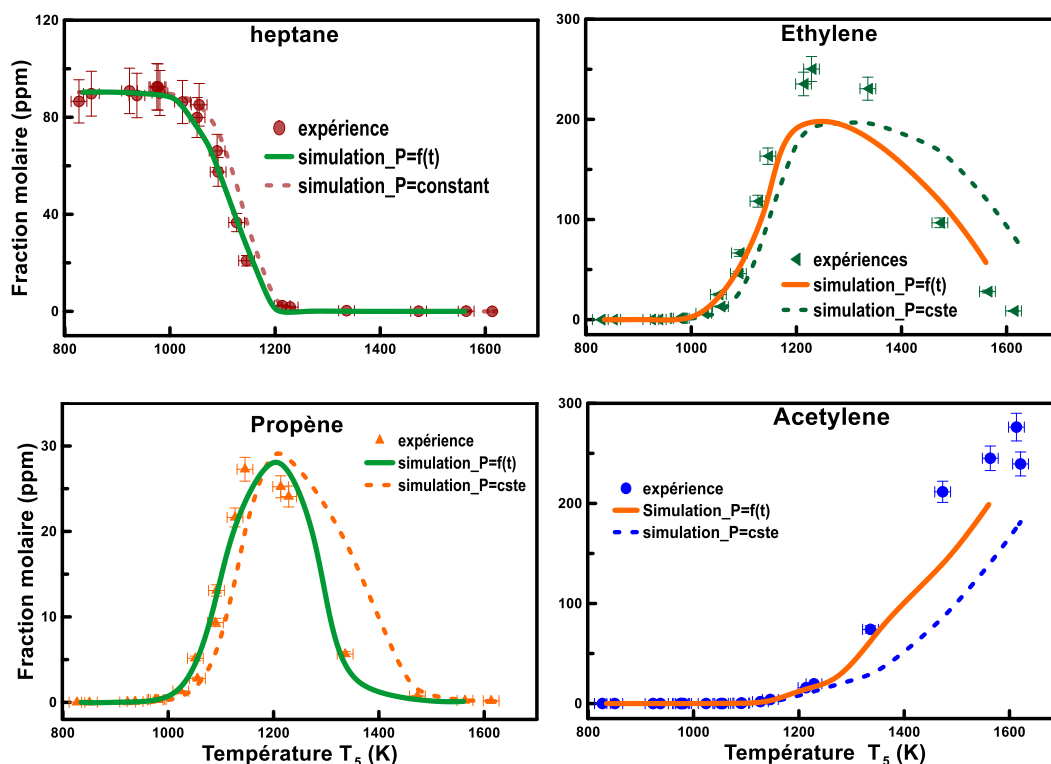 heptane
Fraction molaire (ppm)
120
80
40
0
expérience
simulation_P=f(t)
simulation_P=constant
800
1000
1200
1400
1600
Ethylene
300
200
100
0
expériences
simulation_P=f(t)
simulation_P=cste
800
1000
1200
1400
1600
Propène
Fraction molaire (ppm)
30
20
10
0
expérience
simulation_P=f(t)
simulation_P=cste
800
1000
1200
1400
1600
Température T5 (K)
Acetylene
300
200
100
0
expérience
Simulation_P=f(t)
simulation_P=cste
800
1000
1200
1400
1600
Température T5 (K)